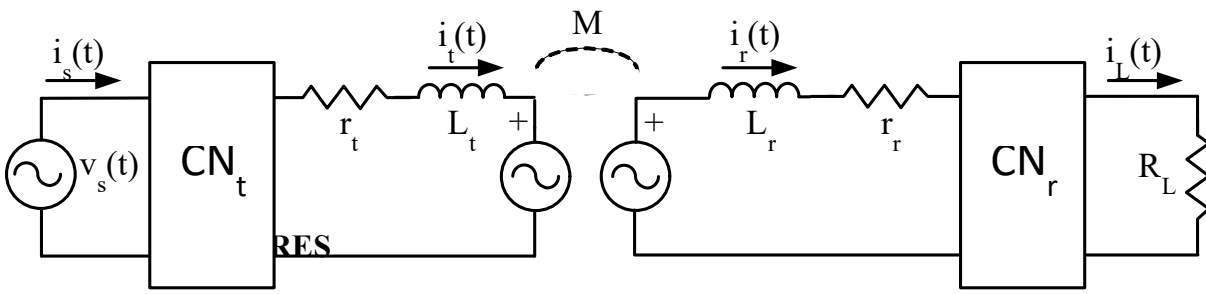 M
i_s(t)
i_t(t)
i_r(t)
i_L(t)
r_t
L_t
+
+
L_r
r_r
v_s(t)
CN_t
CN_r
R_L
RES